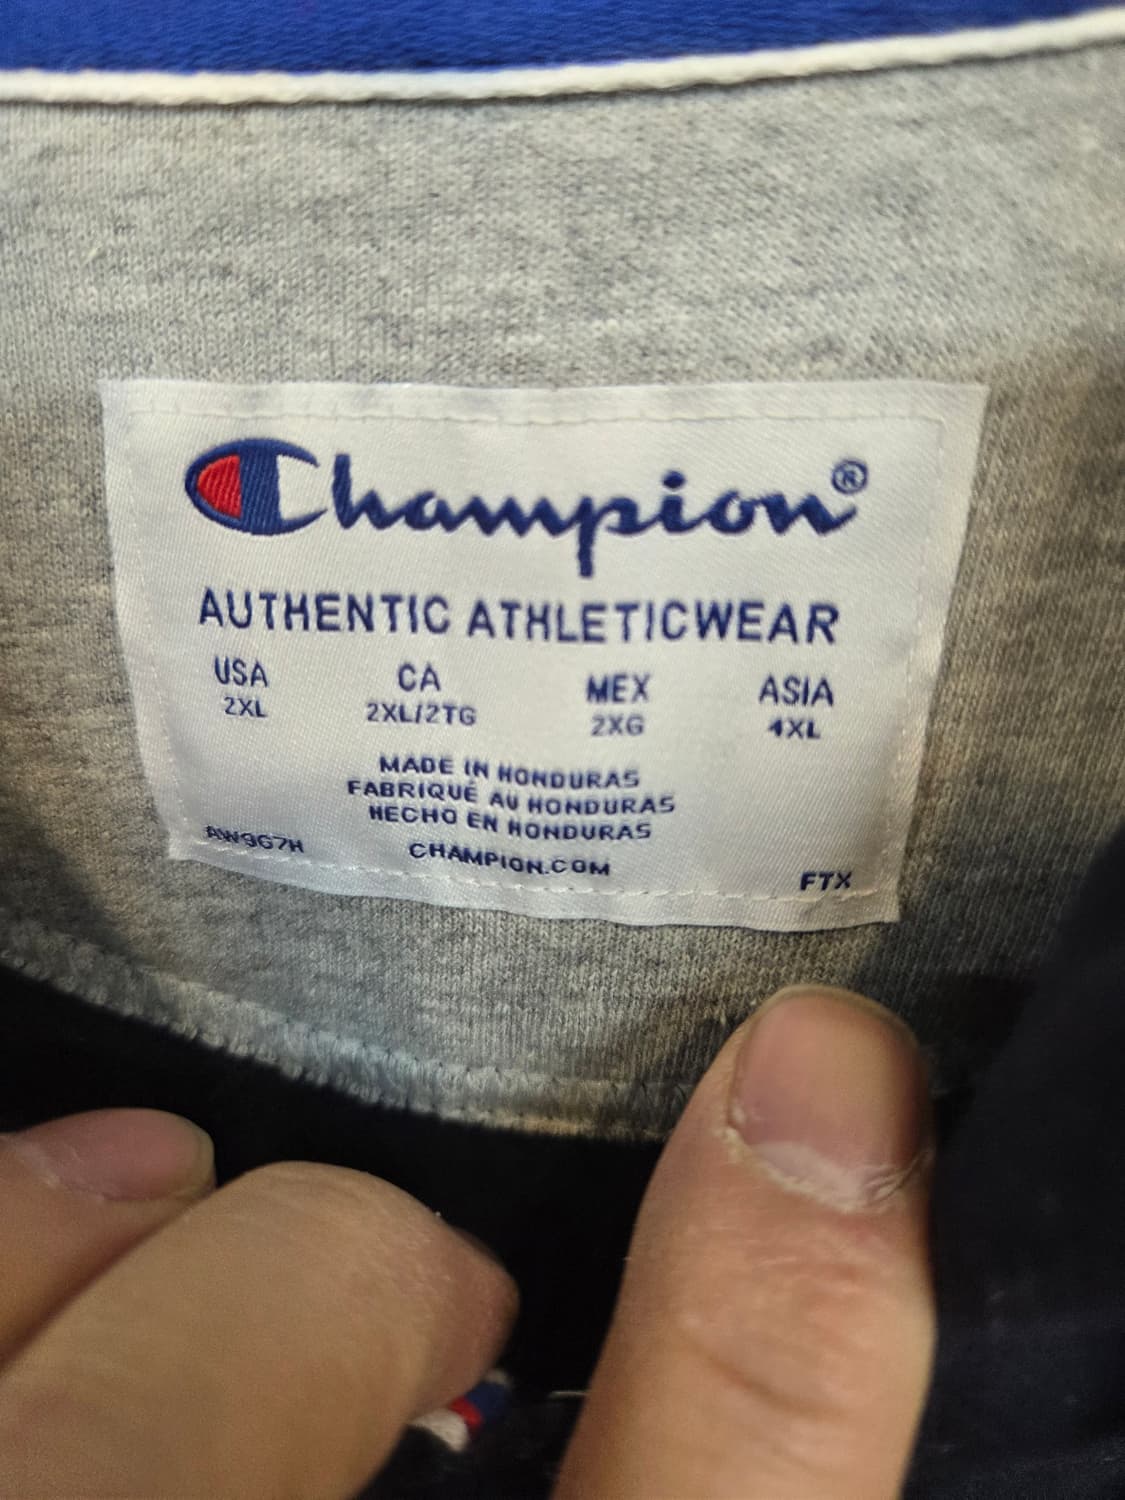 Champion®
AUTHENTIC ATHLETICWEAR
USA CA MEX ASIA
2XL 2XL/2TG 2XG 4XL
MADE IN HONDURAS
FABRIQUÉ AU HONDURAS
HECHO EN HONDURAS
AW9G7H CHAMPION.COM FTX